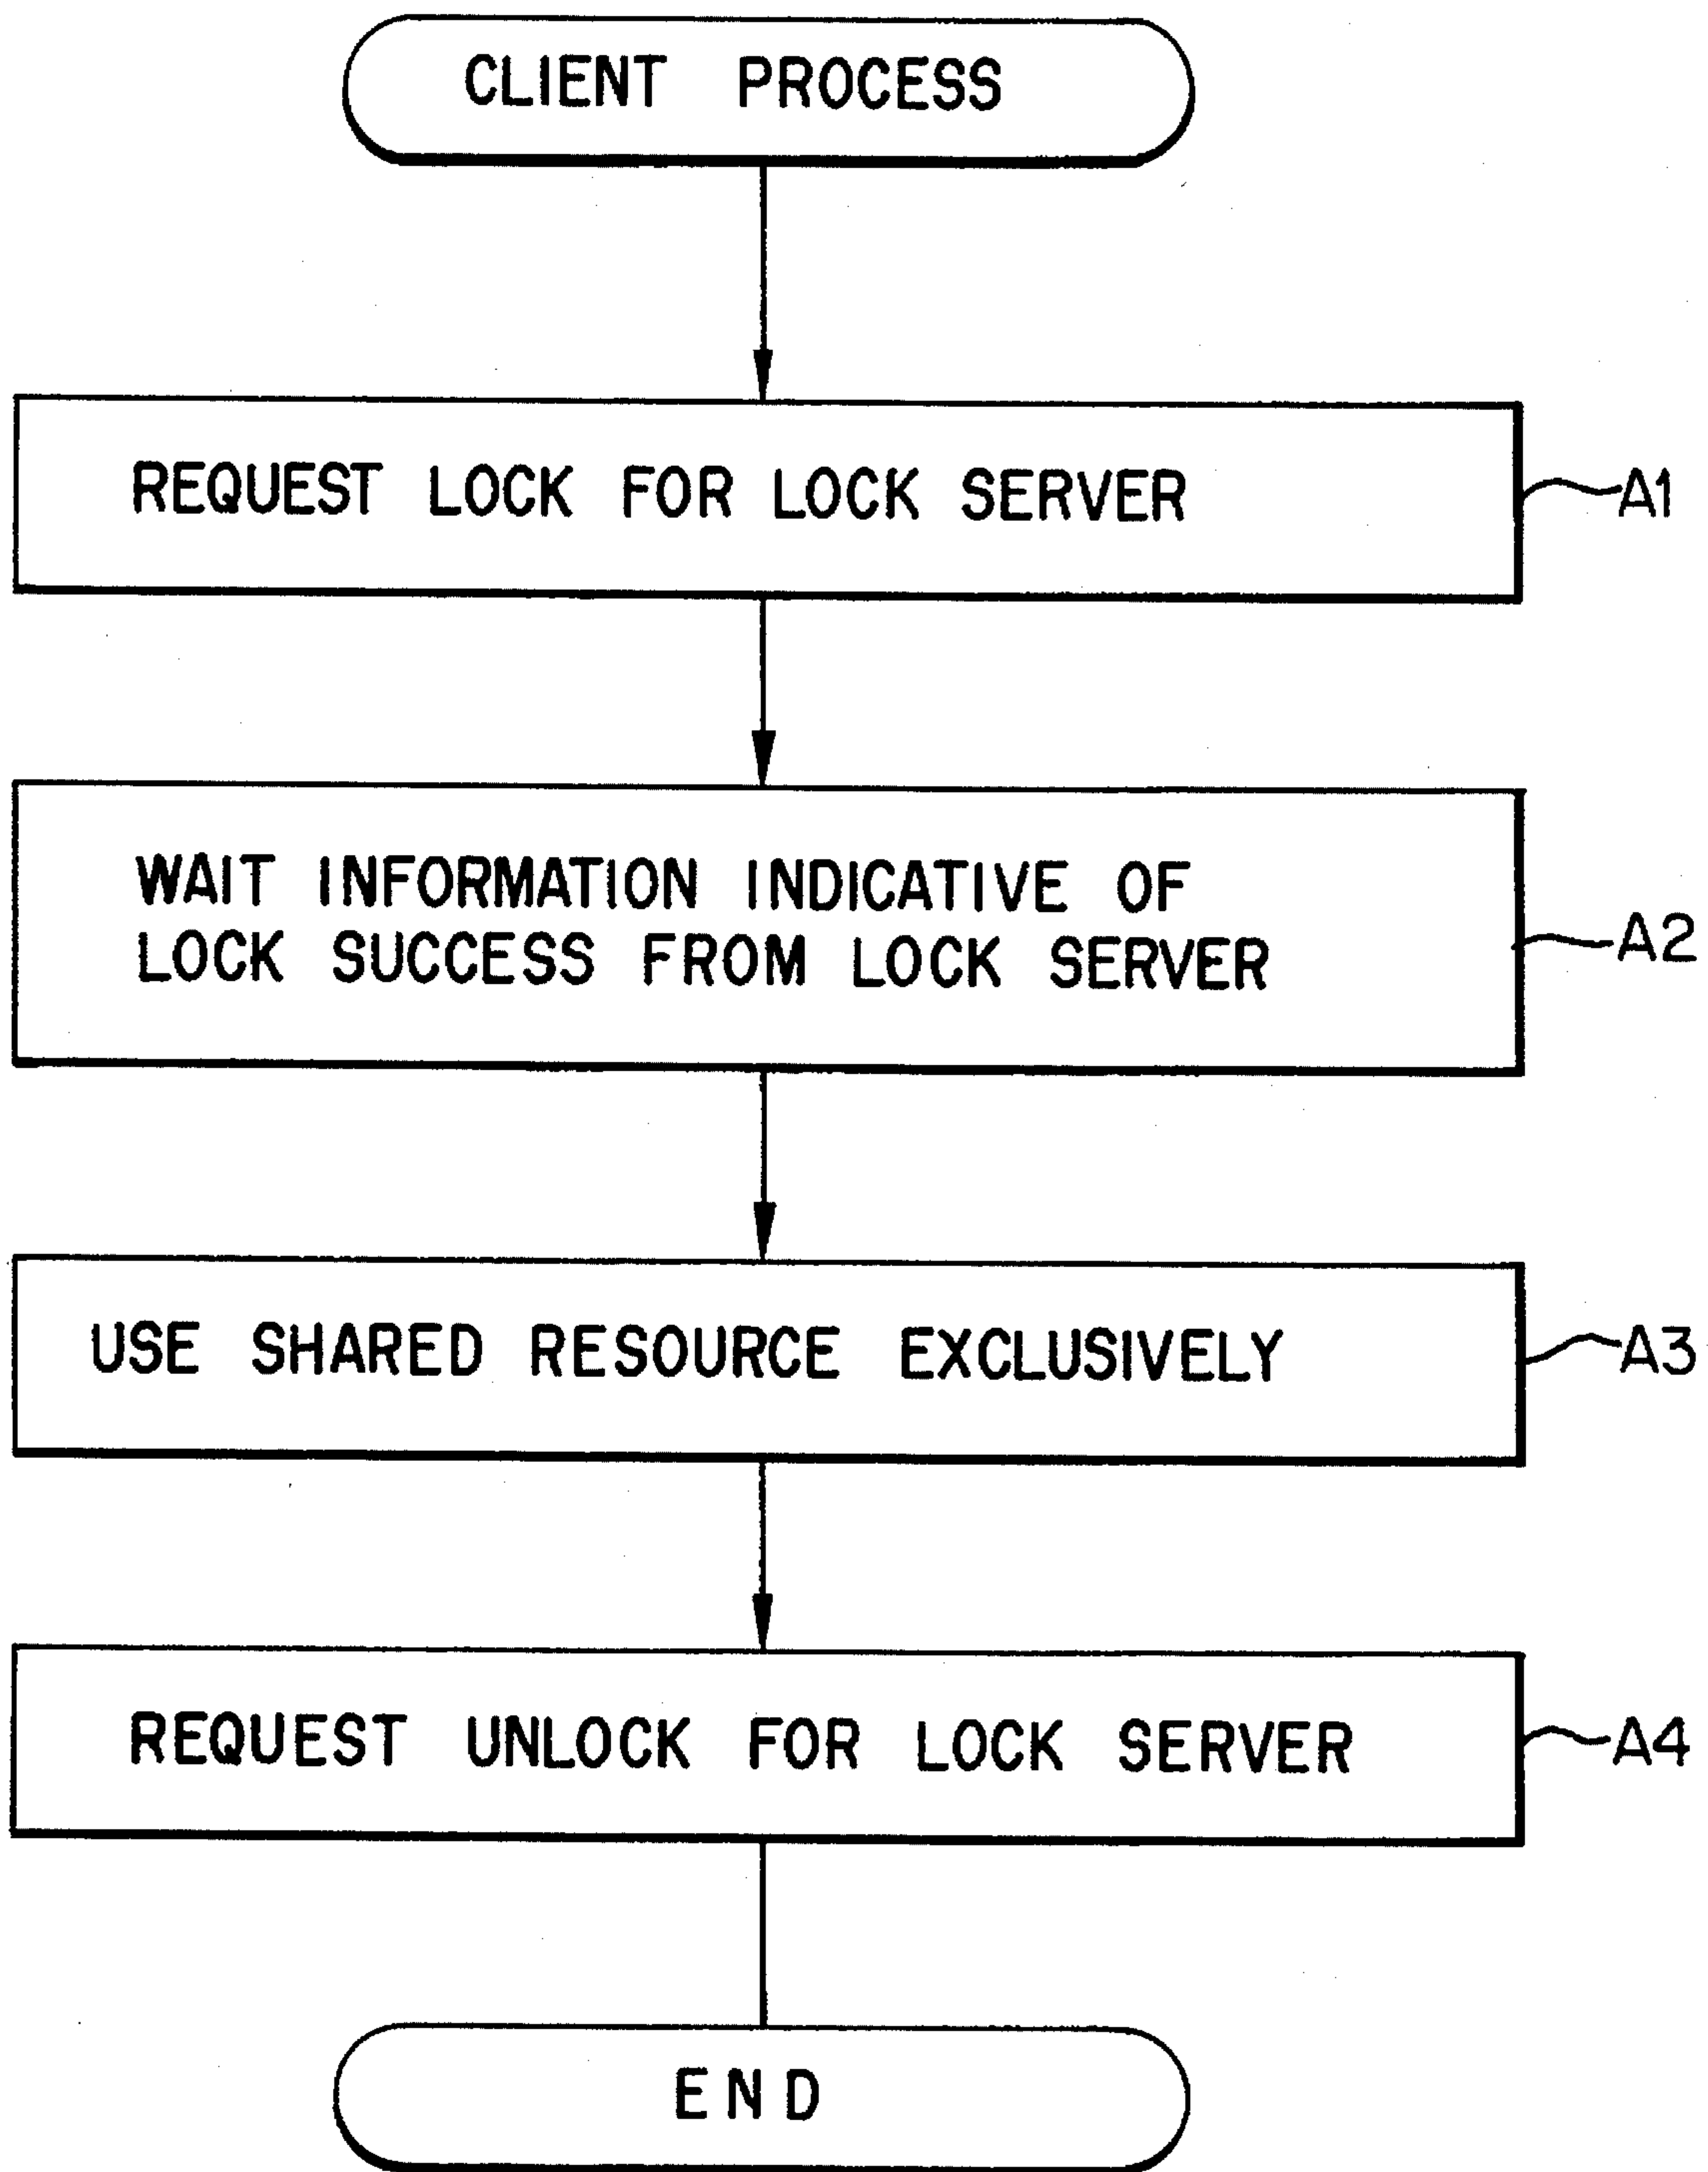 CLIENT PROCESS
REQUEST LOCK FOR LOCK SERVER
A1
WAIT INFORMATION INDICATIVE OF
LOCK SUCCESS FROM LOCK SERVER
A2
USE SHARED RESOURCE EXCLUSIVELY
A3
REQUEST UNLOCK FOR LOCK SERVER
A4
END